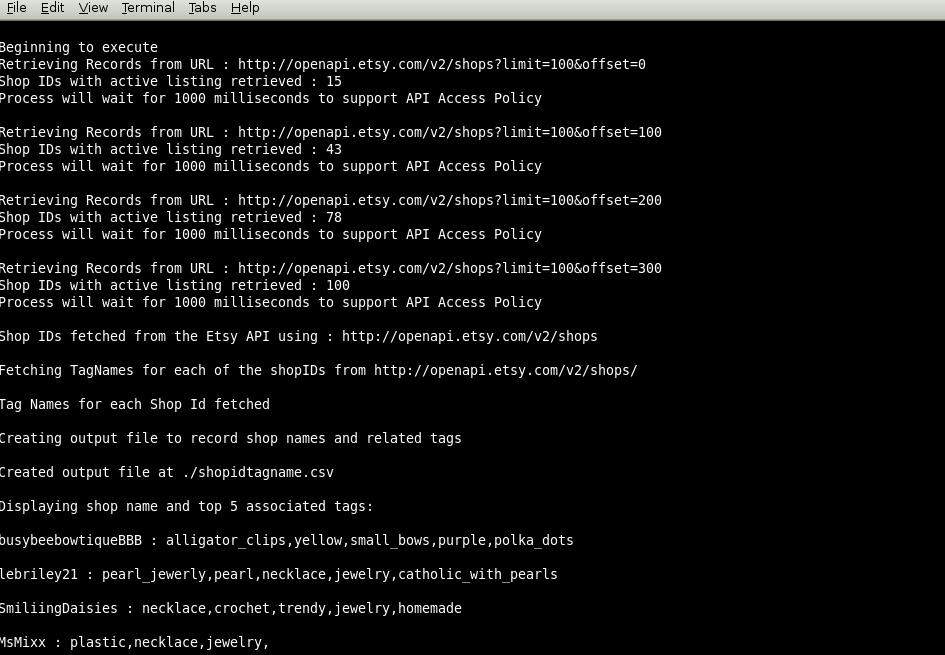 File Edit View Terminal Tabs Help
Beginning to execute
Retrieving Records from URL : http://openapi.etsy.com/v2/shops?limit=100&offset=0
Shop IDs with active listing retrieved : 15
Process will wait for 1000 milliseconds to support API Access Policy
Retrieving Records from URL : http://openapi.etsy.com/v2/shops?limit=100&offset=100
Shop IDs with active listing retrieved : 43
Process will wait for 1000 milliseconds to support API Access Policy
Retrieving Records from URL : http://openapi.etsy.com/v2/shops?limit=100&offset=200
Shop IDs with active listing retrieved : 78
Process will wait for 1000 milliseconds to support API Access Policy
Retrieving Records from URL : http://openapi.etsy.com/v2/shops?limit=100&offset=300
Shop IDs with active listing retrieved : 100
Process will wait for 1000 milliseconds to support API Access Policy
Shop IDs fetched from the Etsy API using : http://openapi.etsy.com/v2/shops
Fetching TagNames for each of the shopIDs from http://openapi.etsy.com/v2/shops/
Tag Names for each Shop Id fetched
Creating output file to record shop names and related tags
Created output file at ./shopidtagname.csv
Displaying shop name and top 5 associated tags:
busybeebowtiqueBBB : alligator_clips,yellow,small_bows,purple,polka_dots
lebriley21 : pearl_jewerly,pearl,necklace,jewelry,catholic_with_pearls
SmiliingDaisies : necklace,crochet,trendy,jewelry,homemade
MsMixx : plastic,necklace,jewelry,